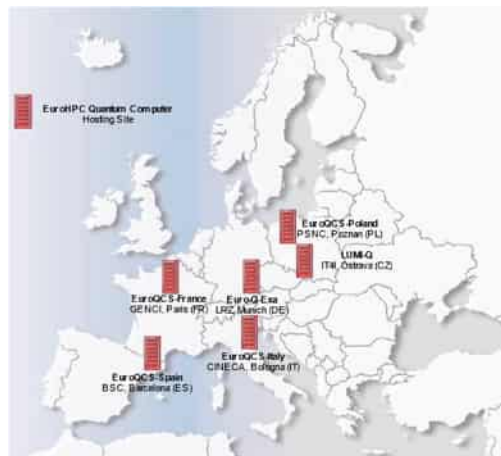 EuroHPC Quantum Computer
Hosting Site
EuroQCS-Poland
PSNC, Poznan (PL)
LUMI-Q
IT4I, Ostrava (CZ)
EuroQCS-France
GENCI, Paris (FR)
Euro-Q-Exa
LRZ, Munich (DE)
EuroQCS-Italy
CINECA, Bologna (IT)
EuroQCS-Spain
BSC, Barcelona (ES)